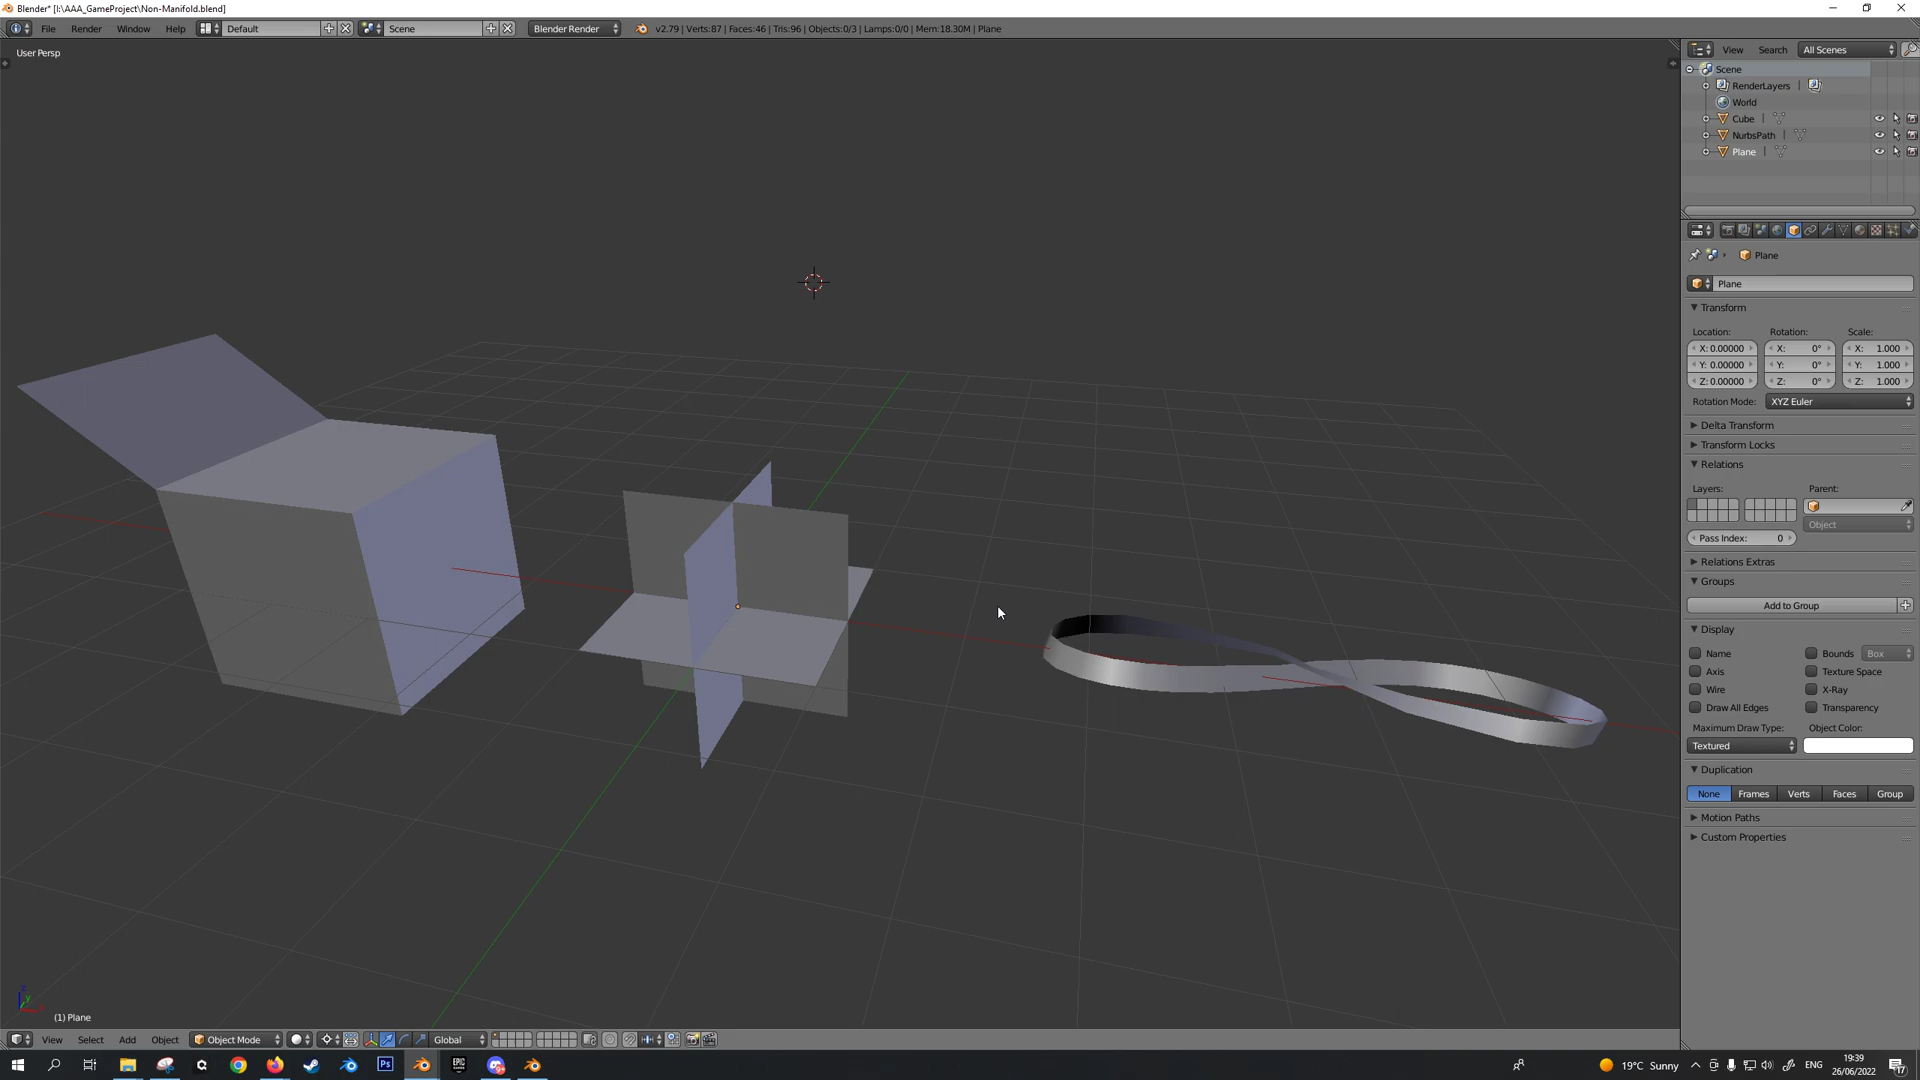 Blender* [I:\AAA_GameProject\Non-Manifold.blend]
File Render Window Help Default Scene Blender Render v2.79 | Verts:87 | Faces:46 | Tris:96 | Objects:0/3 | Lamps:0/0 | Mem:18.30M | Plane
User Persp
View Search All Scenes
Scene
RenderLayers
World
Cube
NurbsPath
Plane
Plane
Plane
Transform
Location: Rotation: Scale:
X: 0.00000 X: 0° X: 1.000
Y: 0.00000 Y: 0° Y: 1.000
Z: 0.00000 Z: 0° Z: 1.000
Rotation Mode: XYZ Euler
Delta Transform
Transform Locks
Relations
Layers: Parent:
Object
Pass Index: 0
Relations Extras
Groups
Add to Group
Display
Name Bounds Box
Axis Texture Space
Wire X-Ray
Draw All Edges Transparency
Maximum Draw Type: Object Color:
Textured
Duplication
None Frames Verts Faces Group
Motion Paths
Custom Properties
(1) Plane
View Select Add Object Object Mode Global
Ps EPIC 19°C Sunny ENG 19:39
26/06/2022 17